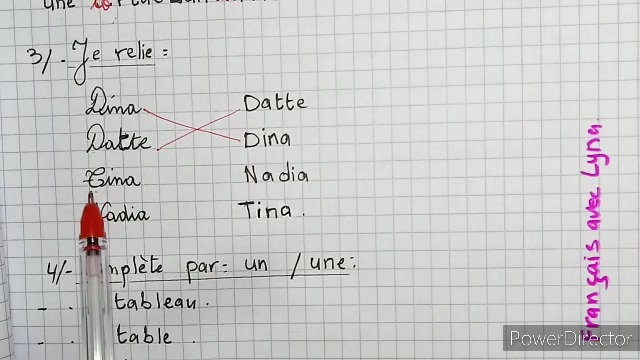 une
3/. Je relie :
Dina Datte
Datte Dina
Tina Nadia
Nadia Tina.
4/- Complète par: un / une:
- . tableau.
- . table
Français avec Lyna
PowerDirector